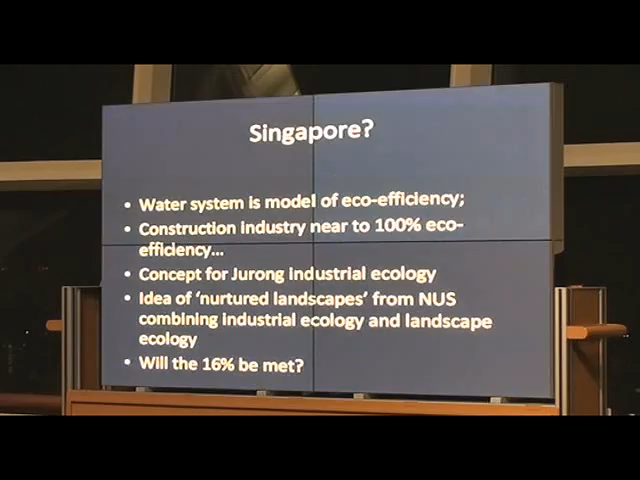 Singapore?
• Water system is model of eco-efficiency;
• Construction industry near to 100% eco-
efficiency...
• Concept for Jurong industrial ecology
• Idea of 'nurtured landscapes' from NUS
combining industrial ecology and landscape
ecology
• Will the 16% be met?